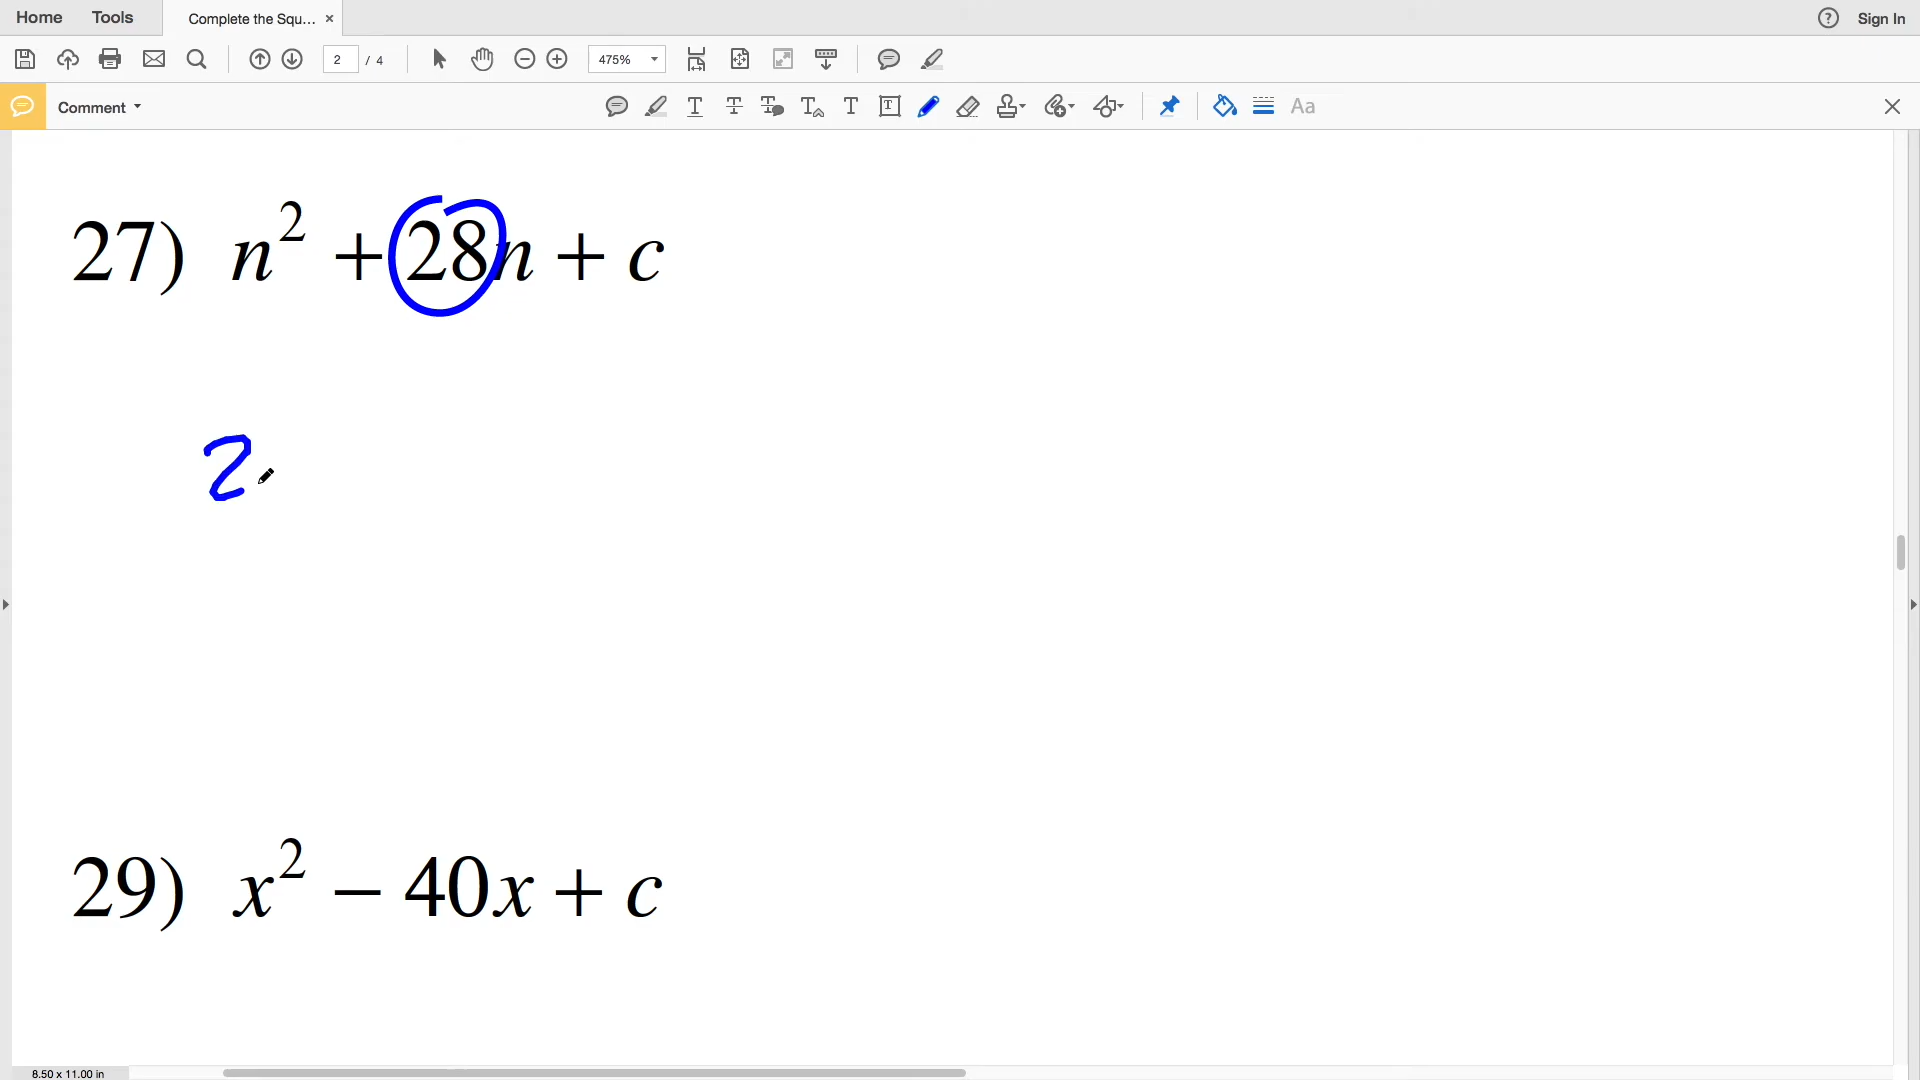 Home Tools Complete the Squ... × ? Sign In
2 / 4 475%
Comment Aa
27) n² + 28n + c
2
29) x² − 40x + c
8.50 x 11.00 in